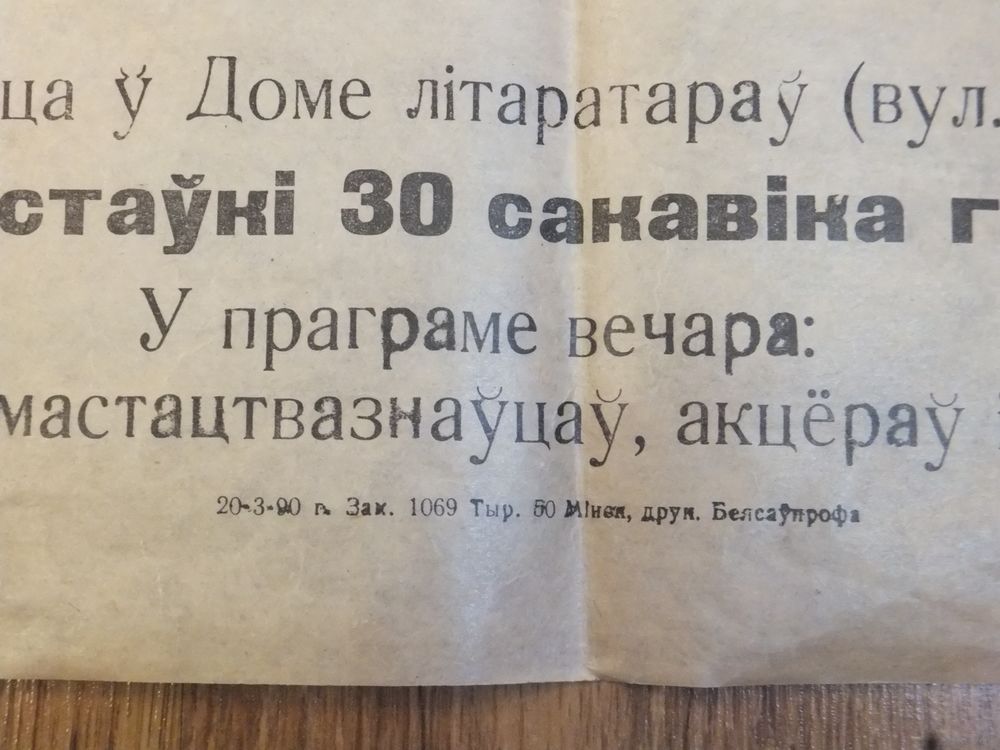 ца ў Доме літаратараў (вул.
стаўкі 30 сакавіка г
У праграме вечара:
мастацтвазнаўцаў, акцёраў
20-3-90 г. Зак. 1069 Тыр. 50 Мінск, друк. Белсаўпрофа